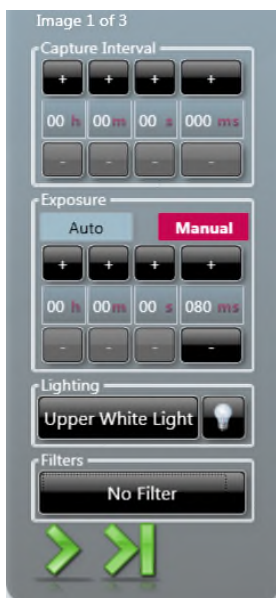 Image 1 of 3
Capture Interval
+ + + +
00 h 00 m 00 s 000 ms
- - - -
Exposure
Auto Manual
+ + + +
00 h 00 m 00 s 080 ms
- - - -
Lighting
Upper White Light
Filters
No Filter